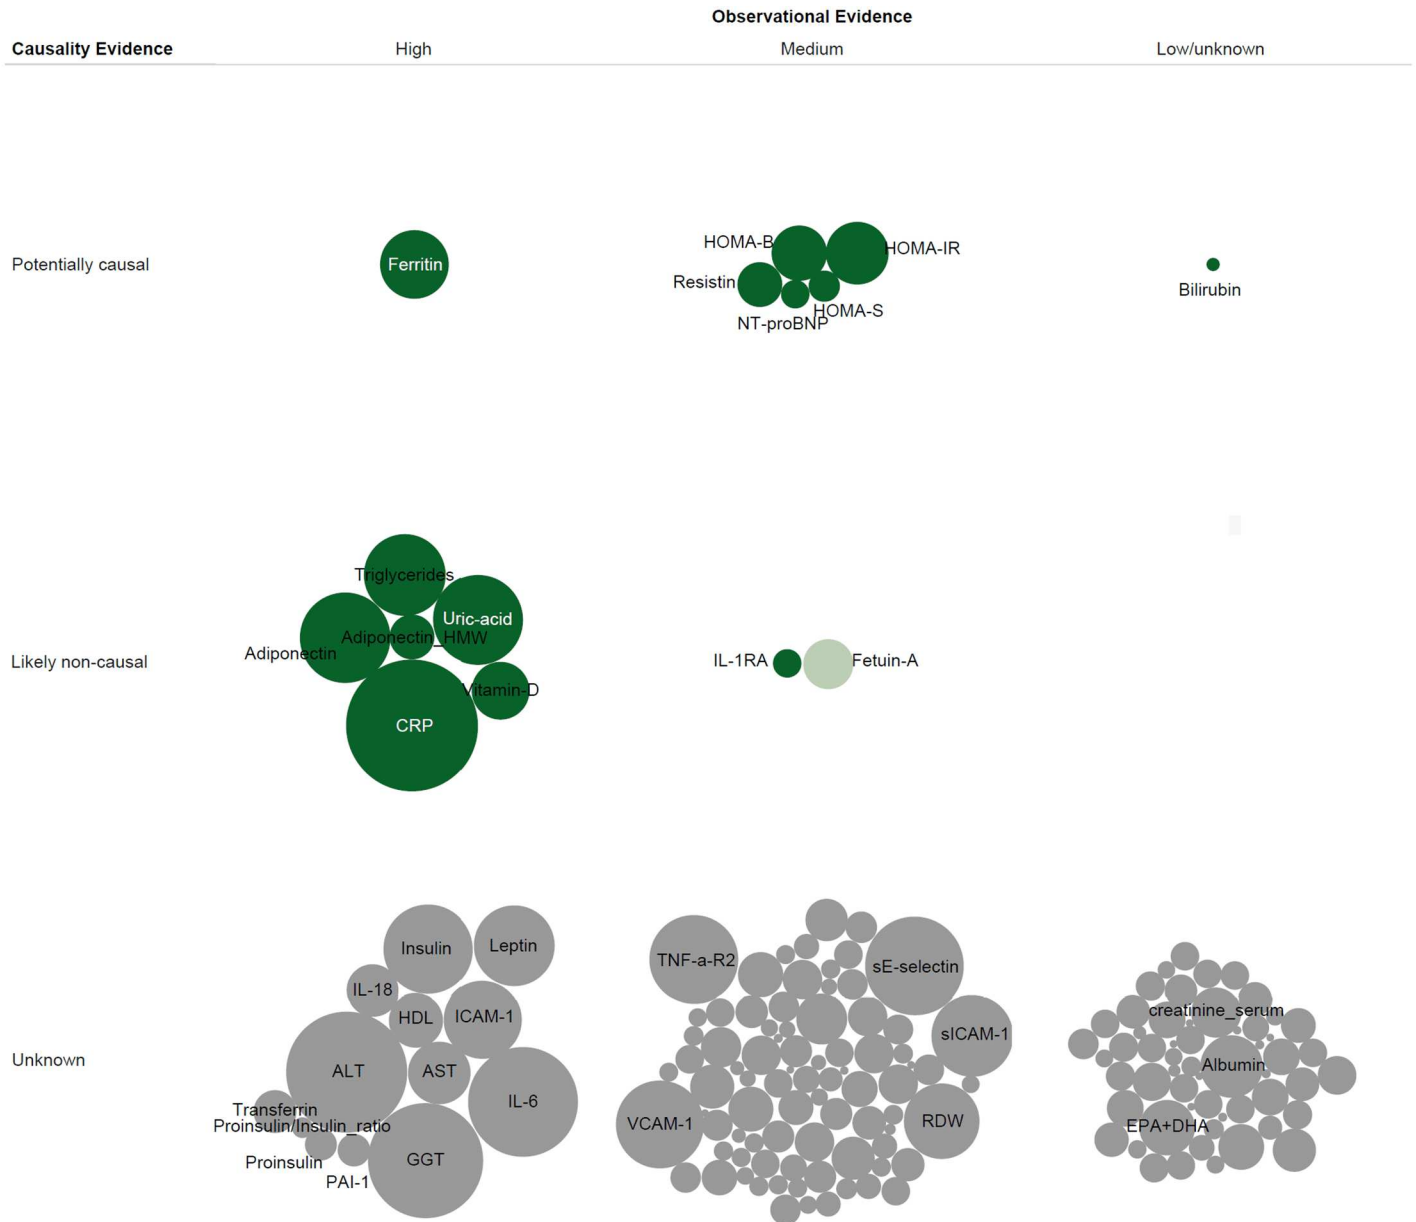 Observational Evidence
Causality Evidence High Medium Low/unknown
Potentially causal
Ferritin
HOMA-B
HOMA-IR
Resistin
HOMA-S
NT-proBNP
Bilirubin
Likely non-causal
Triglycerides
Uric-acid
Adiponectin_HMW
Adiponectin
Vitamin-D
CRP
IL-1RA
Fetuin-A
Unknown
Insulin
Leptin
IL-18
HDL
ICAM-1
ALT
AST
IL-6
Transferrin
Proinsulin/Insulin_ratio
Proinsulin
GGT
PAI-1
TNF-a-R2
sE-selectin
sICAM-1
VCAM-1
RDW
creatinine_serum
Albumin
EPA+DHA